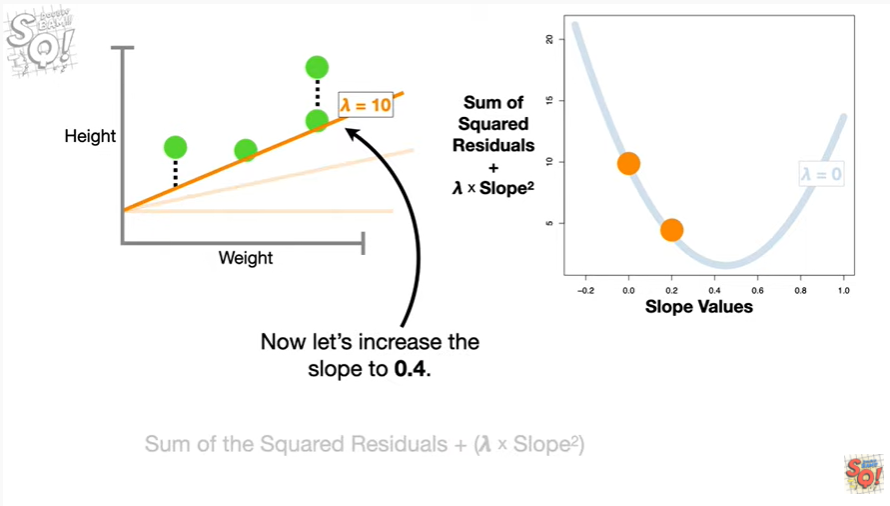 SQ!
Height
Weight
λ = 10
Now let’s increase the
slope to 0.4.
Sum of the Squared Residuals + (λ x Slope²)
Sum of
Squared
Residuals
+
λ x Slope²
20
15
10
5
λ = 0
-0.2 0.0 0.2 0.4 0.6 0.8 1.0
Slope Values
SQ!